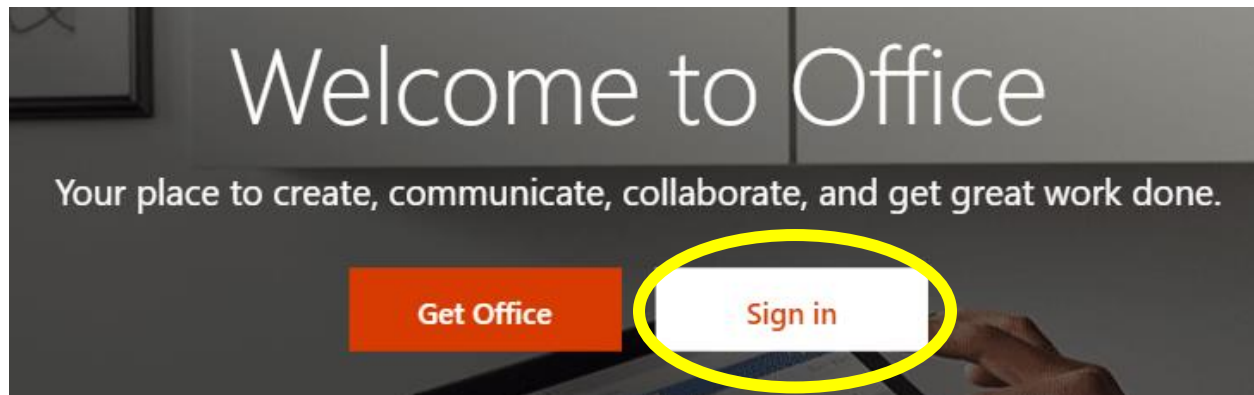 Welcome to Office
Your place to create, communicate, collaborate, and get great work done.
Get Office
Sign in